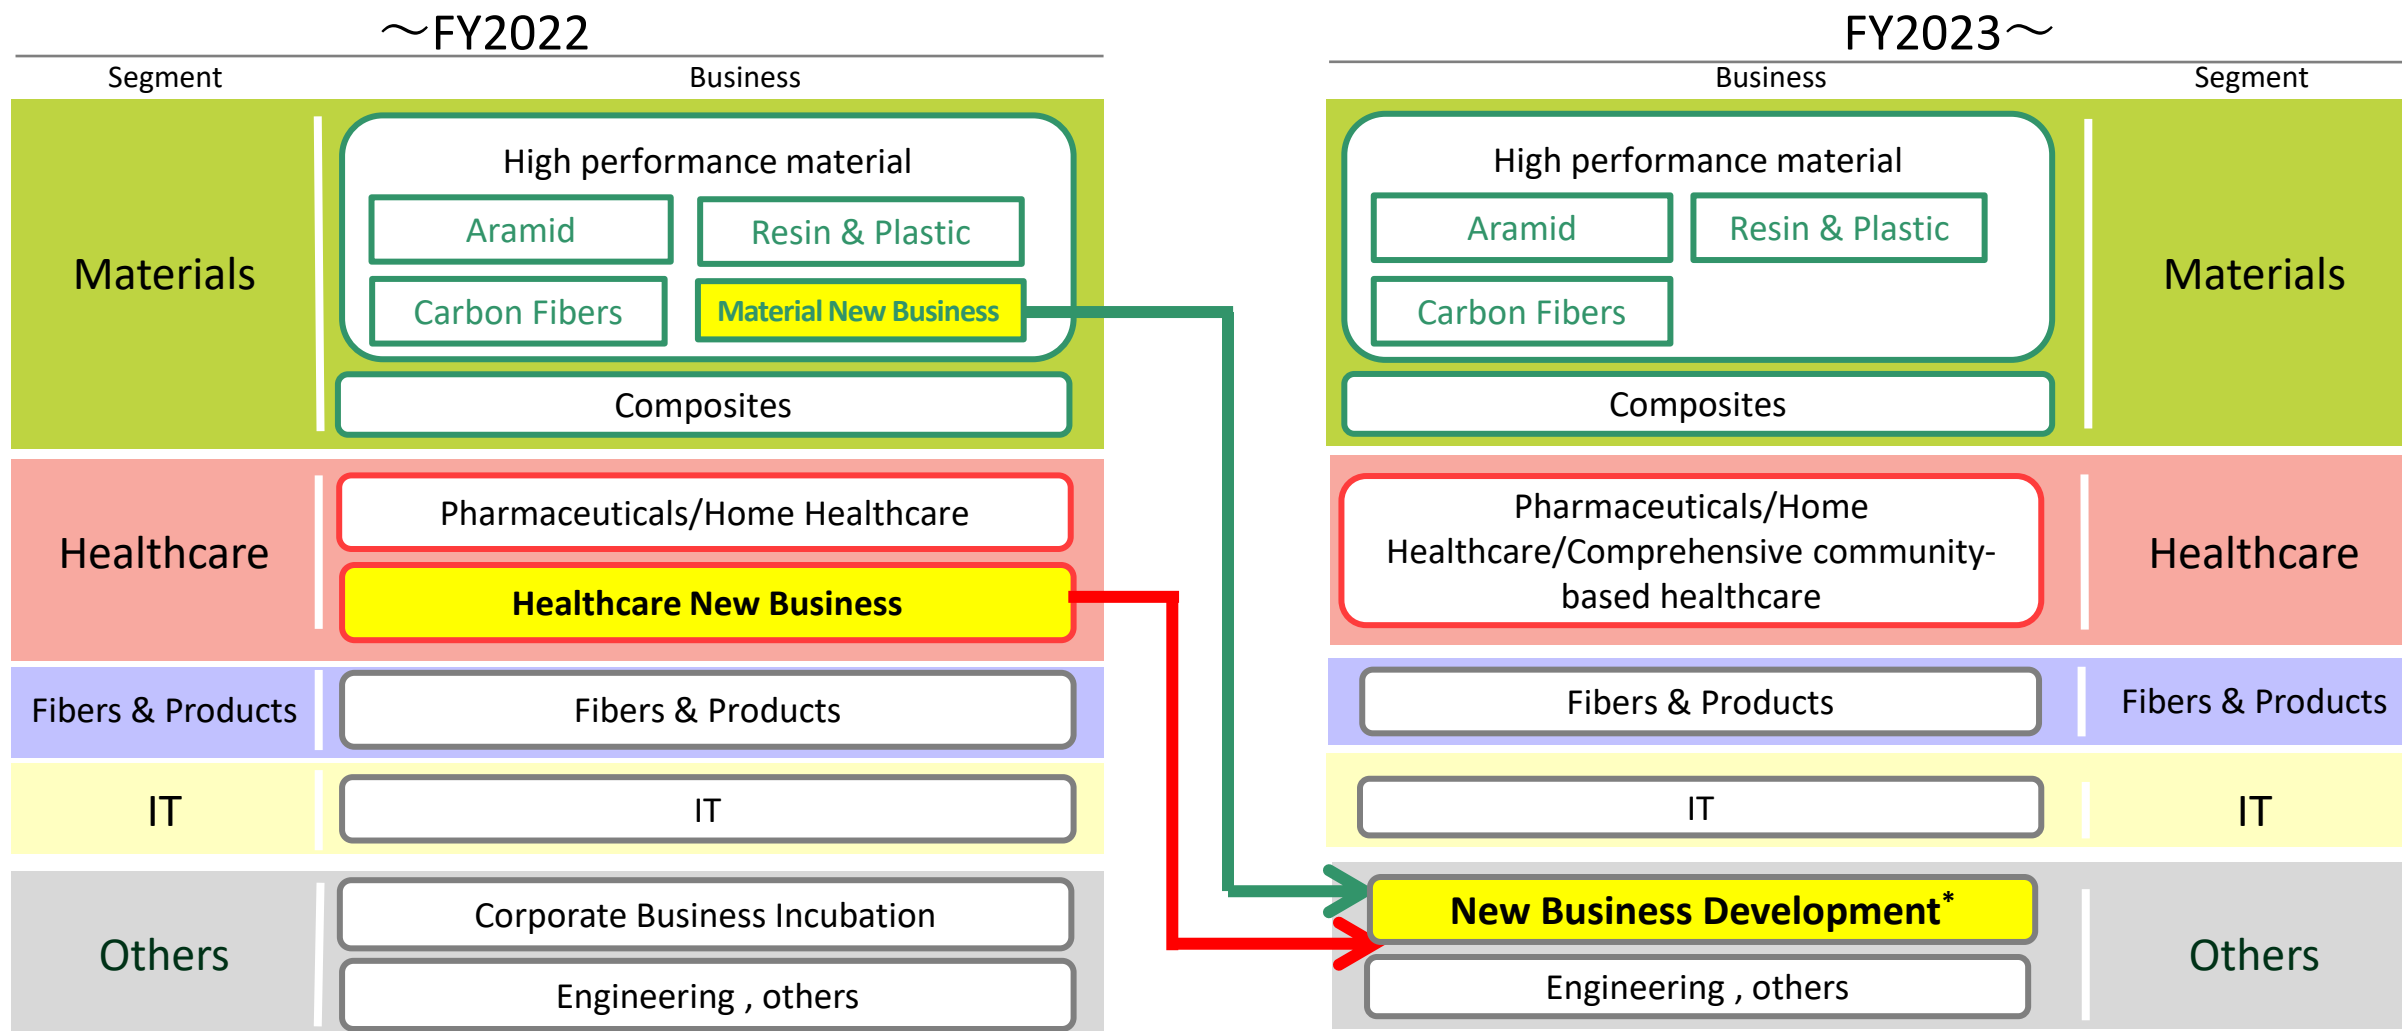 ～FY2022
Segment
Business
Materials
High performance material
Aramid
Resin & Plastic
Carbon Fibers
Material New Business
Composites
Healthcare
Pharmaceuticals/Home Healthcare
Healthcare New Business
Fibers & Products
Fibers & Products
IT
IT
Others
Corporate Business Incubation
Engineering , others
FY2023～
Business
Segment
High performance material
Aramid
Resin & Plastic
Carbon Fibers
Composites
Materials
Pharmaceuticals/Home
Healthcare/Comprehensive community-
based healthcare
Healthcare
Fibers & Products
Fibers & Products
IT
IT
New Business Development*
Engineering , others
Others